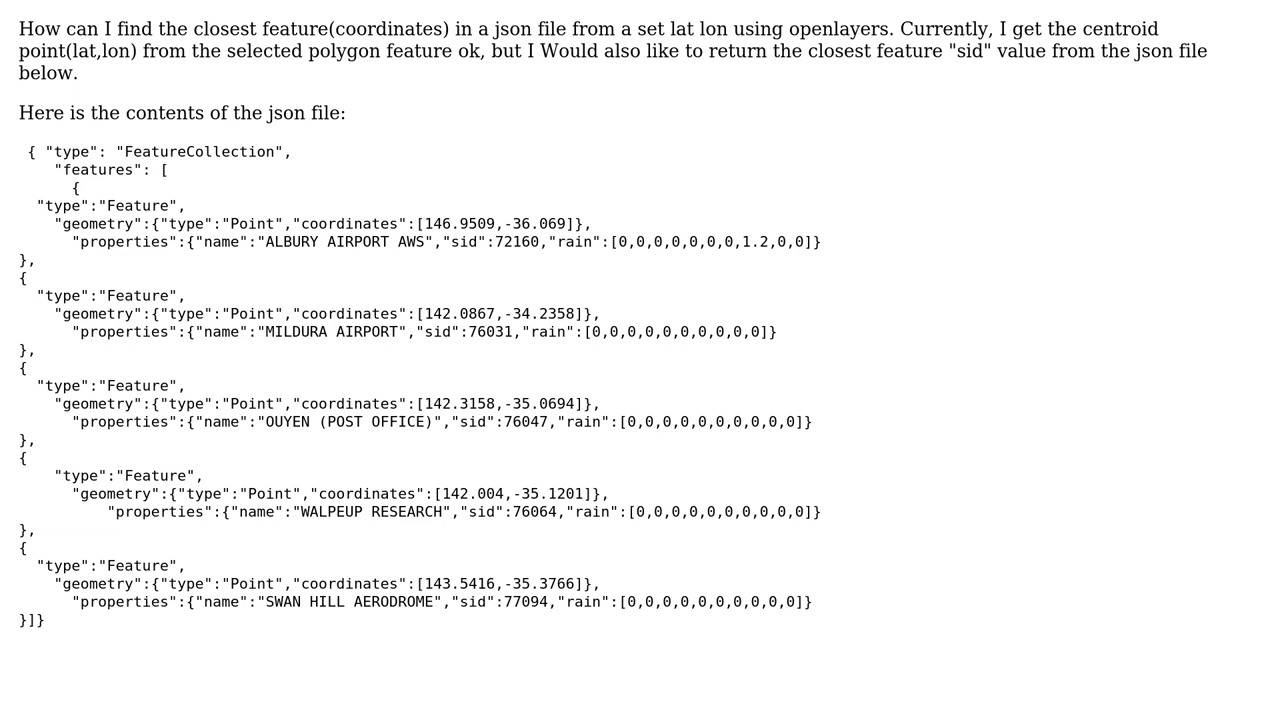 How can I find the closest feature(coordinates) in a json file from a set lat lon using openlayers. Currently, I get the centroid
point(lat,lon) from the selected polygon feature ok, but I Would also like to return the closest feature "sid" value from the json file
below.
Here is the contents of the json file:
{ "type": "FeatureCollection",
"features": [
{
"type":"Feature",
"geometry":{"type":"Point","coordinates":[146.9509,-36.069]},
"properties":{"name":"ALBURY AIRPORT AWS","sid":72160,"rain":[0,0,0,0,0,0,0,1.2,0,0]}
},
{
"type":"Feature",
"geometry":{"type":"Point","coordinates":[142.0867,-34.2358]},
"properties":{"name":"MILDURA AIRPORT","sid":76031,"rain":[0,0,0,0,0,0,0,0,0,0]}
},
{
"type":"Feature",
"geometry":{"type":"Point","coordinates":[142.3158,-35.0694]},
"properties":{"name":"OUYEN (POST OFFICE)","sid":76047,"rain":[0,0,0,0,0,0,0,0,0,0]}
},
{
"type":"Feature",
"geometry":{"type":"Point","coordinates":[142.004,-35.1201]},
"properties":{"name":"WALPEUP RESEARCH","sid":76064,"rain":[0,0,0,0,0,0,0,0,0,0]}
},
{
"type":"Feature",
"geometry":{"type":"Point","coordinates":[143.5416,-35.3766]},
"properties":{"name":"SWAN HILL AERODROME","sid":77094,"rain":[0,0,0,0,0,0,0,0,0,0]}
}]}